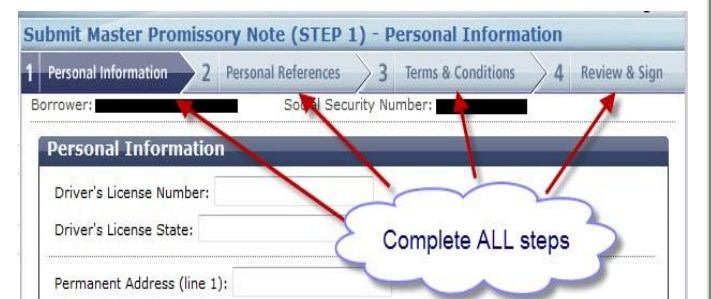 Submit Master Promissory Note (STEP 1) - Personal Information
1 Personal Information 2 Personal References 3 Terms & Conditions 4 Review & Sign
Borrower: Social Security Number:
Personal Information
Driver's License Number:
Driver's License State:
Complete ALL steps
Permanent Address (line 1):